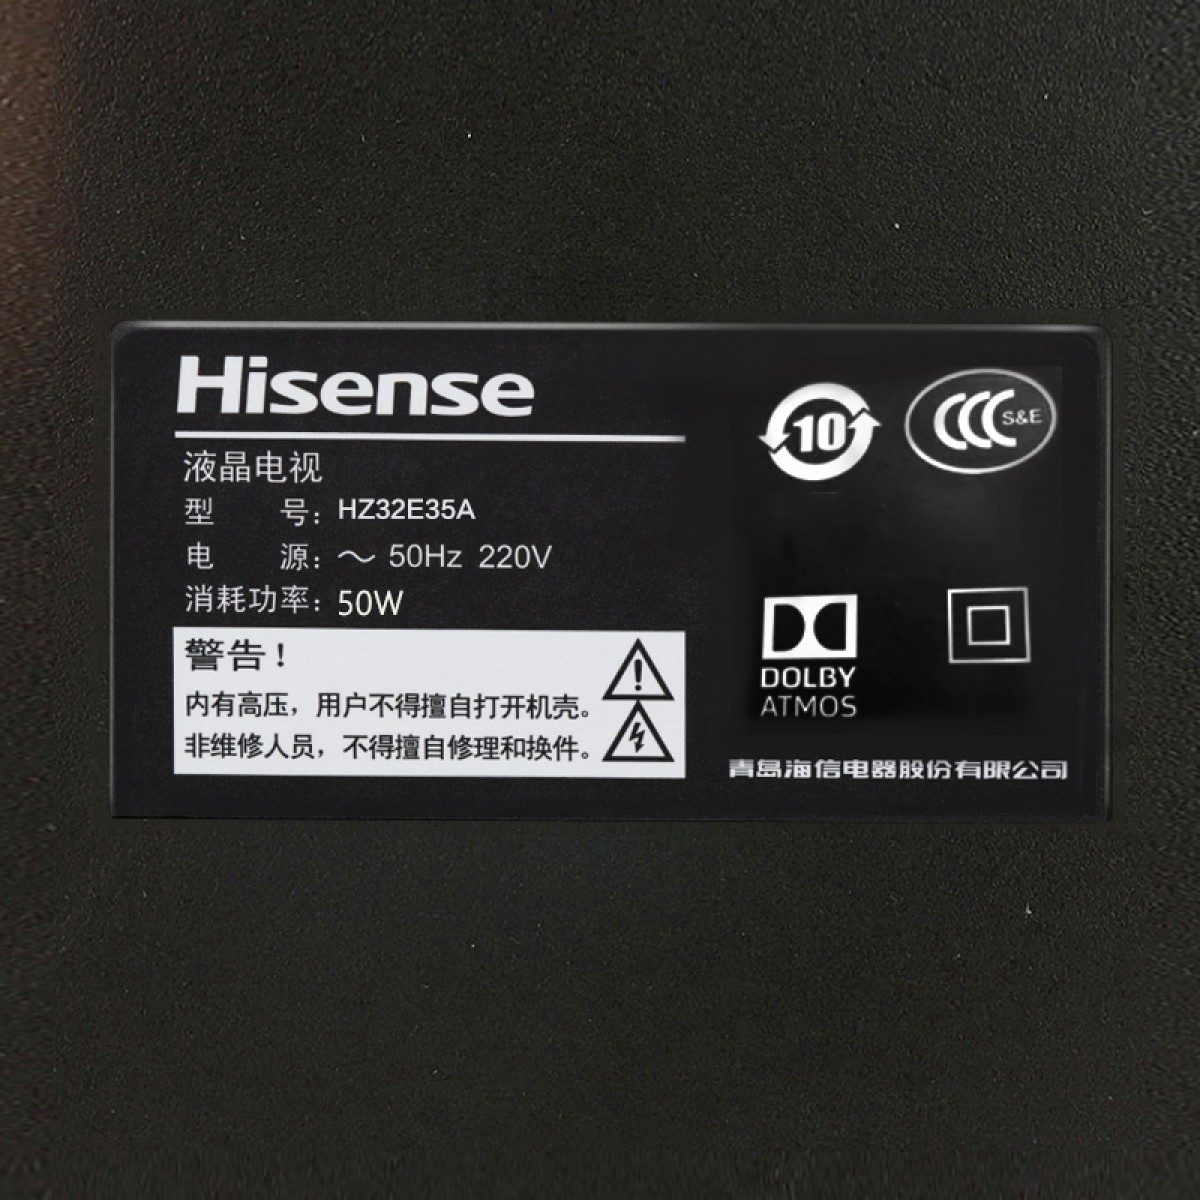 Hisense
液晶电视
型 号: HZ32E35A
电 源: ～ 50Hz 220V
消耗功率: 50W
警告!
内有高压，用户不得擅自打开机壳。
非维修人员，不得擅自修理和换件。
10
CCC S&E
DOLBY
ATMOS
青岛海信电器股份有限公司